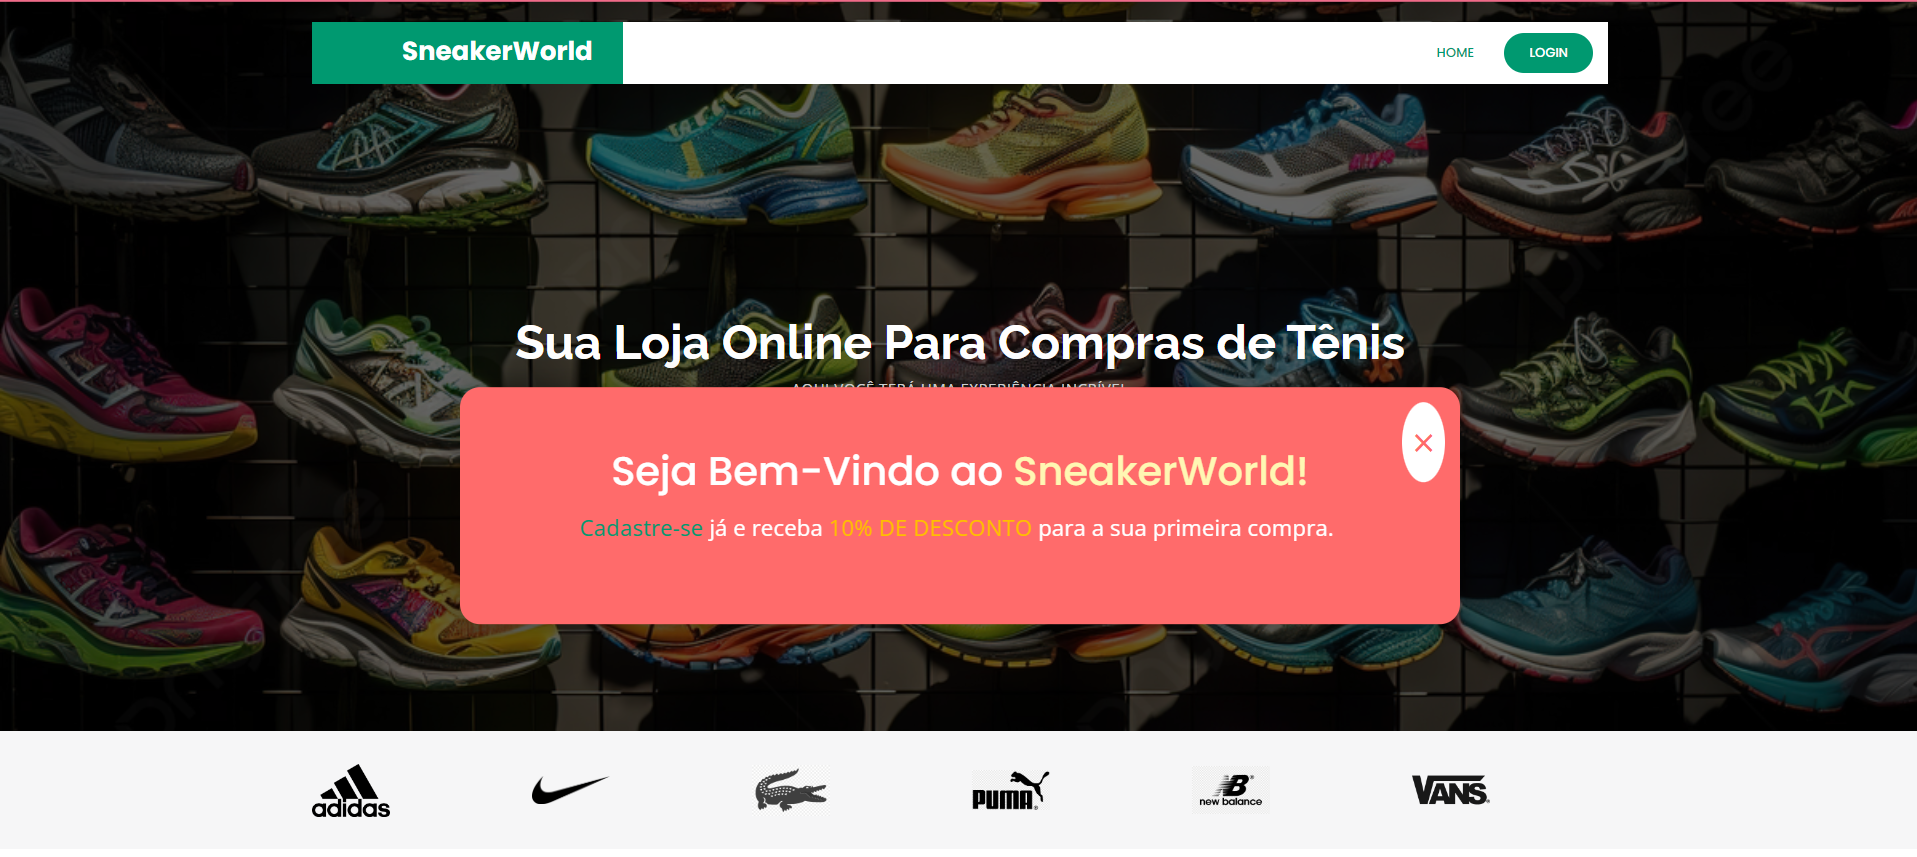 SneakerWorld
HOME
LOGIN
Sua Loja Online Para Compras de Tênis
AQUI VOCÊ TERÁ UMA EXPERIÊNCIA INCRÍVEL
Seja Bem-Vindo ao SneakerWorld!
Cadastre-se já e receba 10% DE DESCONTO para a sua primeira compra.
adidas
PUMA
NB
new balance
VANS